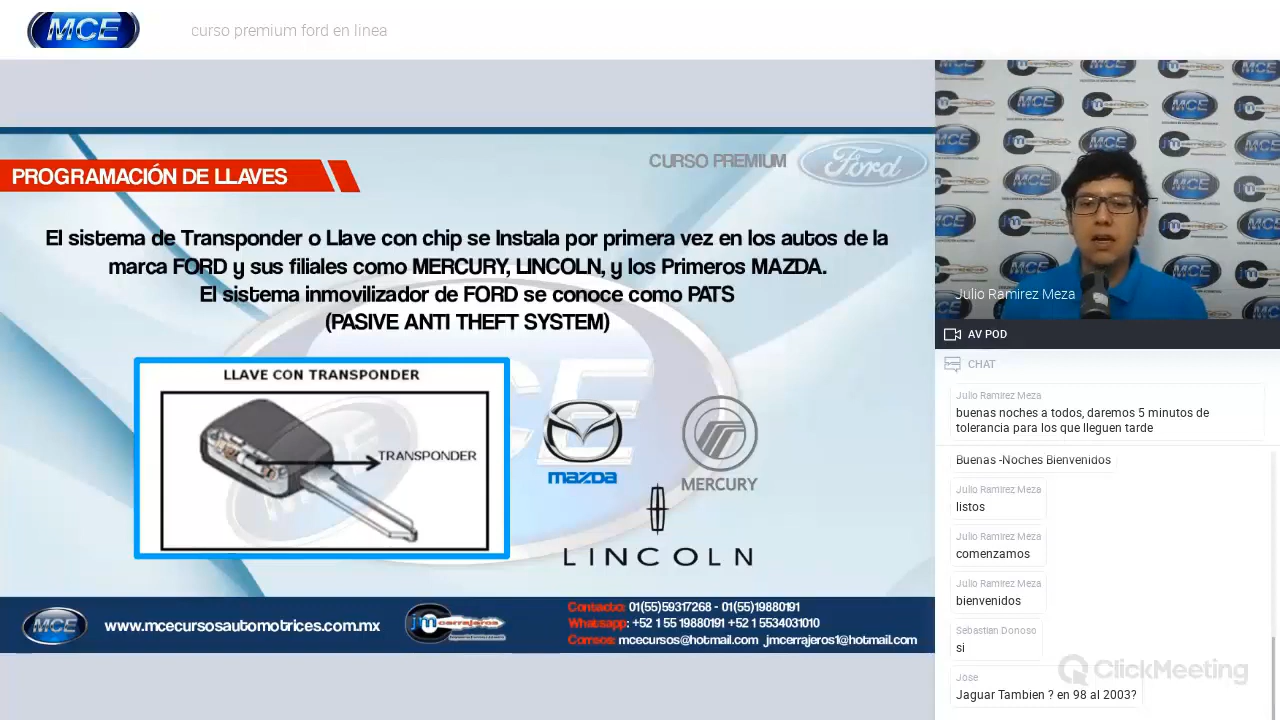 MCE
curso premium ford en linea
CURSO PREMIUM
Ford
PROGRAMACIÓN DE LLAVES
El sistema de Transponder o Llave con chip se Instala por primera vez en los autos de la
marca FORD y sus filiales como MERCURY, LINCOLN, y los Primeros MAZDA.
El sistema inmovilizador de FORD se conoce como PATS
(PASIVE ANTI THEFT SYSTEM)
LLAVE CON TRANSPONDER
TRANSPONDER
mazda
MERCURY
LINCOLN
MCE
www.mcecursosautomotrices.com.mx
jmcerrajeros
Contacto: 01(55)59317268 - 01(55)19880191
Whatsapp: +52 1 55 19880191 +52 1 5534031010
Correos: mcecursos@hotmail.com jmcerrajeros1@hotmail.com
Julio Ramirez Meza
AV POD
CHAT
Julio Ramirez Meza
buenas noches a todos, daremos 5 minutos de
tolerancia para los que lleguen tarde
Buenas -Noches Bienvenidos
Julio Ramirez Meza
listos
Julio Ramirez Meza
comenzamos
Julio Ramirez Meza
bienvenidos
Sebastian Donoso
si
Jòse
Jaguar Tambien ? en 98 al 2003?
ClickMeeting